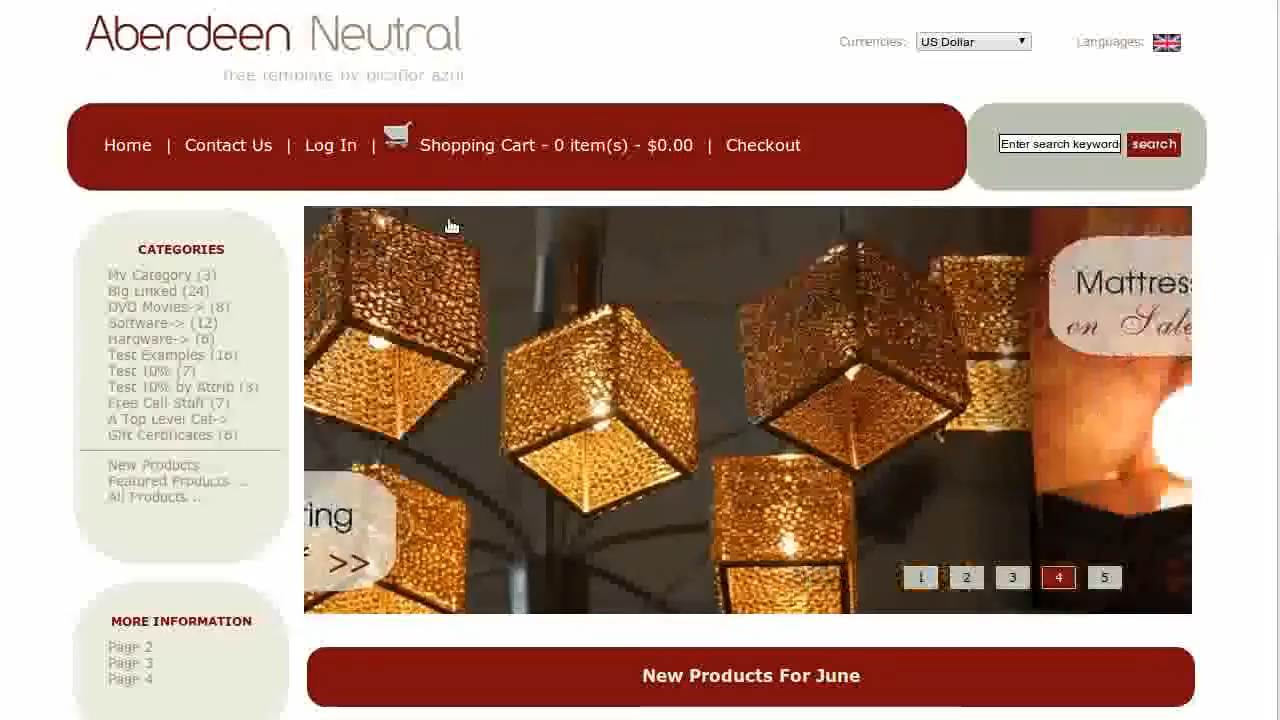 Aberdeen Neutral
free template by picaflor azul
Currencies:
US Dollar
Languages:
Home | Contact Us | Log In | Shopping Cart - 0 item(s) - $0.00 | Checkout
Enter search keyword
search
CATEGORIES
My Category (3)
Big Linked (24)
DVD Movies-> (8)
Software-> (12)
Hardware-> (6)
Test Examples (16)
Test 10% (7)
Test 10% by Attrib (3)
Free Call Stuff (7)
A Top Level Cat->
Gift Certificates (6)
New Products ...
Featured Products ...
All Products ...
MORE INFORMATION
Page 2
Page 3
Page 4
Mattres
on Sale
ring
>>
1 2 3 4 5
New Products For June